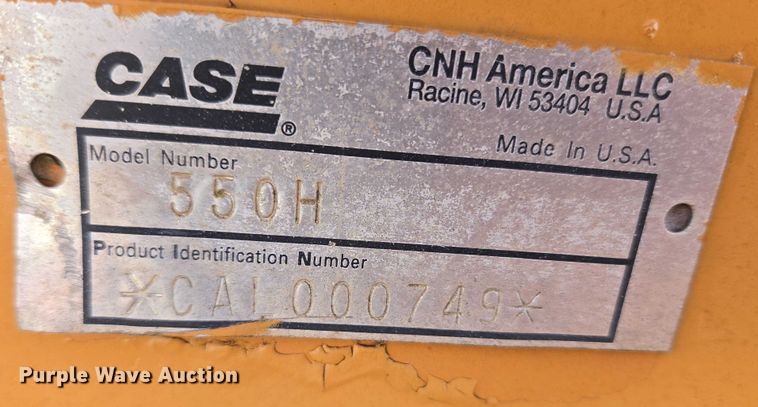 CASE®
CNH America LLC
Racine, WI 53404 U.S.A
Made In U.S.A.
Model Number
550H
Product Identification Number
*CAL000749*
Purple Wave Auction